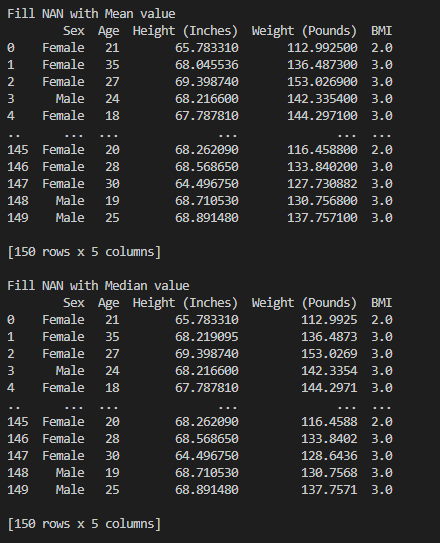 Fill NAN with Mean value
Sex Age Height (Inches) Weight (Pounds) BMI
0 Female 21 65.783310 112.992500 2.0
1 Female 35 68.045536 136.487300 3.0
2 Female 27 69.398740 153.026900 3.0
3 Male 24 68.216600 142.335400 3.0
4 Female 18 67.787810 144.297100 3.0
.. ... ... ... ... ...
145 Female 20 68.262090 116.458800 2.0
146 Female 28 68.568650 133.840200 3.0
147 Female 30 64.496750 127.730882 3.0
148 Male 19 68.710530 130.756800 3.0
149 Male 25 68.891480 137.757100 3.0
[150 rows x 5 columns]
Fill NAN with Median value
Sex Age Height (Inches) Weight (Pounds) BMI
0 Female 21 65.783310 112.9925 2.0
1 Female 35 68.219095 136.4873 3.0
2 Female 27 69.398740 153.0269 3.0
3 Male 24 68.216600 142.3354 3.0
4 Female 18 67.787810 144.2971 3.0
.. ... ... ... ... ...
145 Female 20 68.262090 116.4588 2.0
146 Female 28 68.568650 133.8402 3.0
147 Female 30 64.496750 128.6436 3.0
148 Male 19 68.710530 130.7568 3.0
149 Male 25 68.891480 137.7571 3.0
[150 rows x 5 columns]